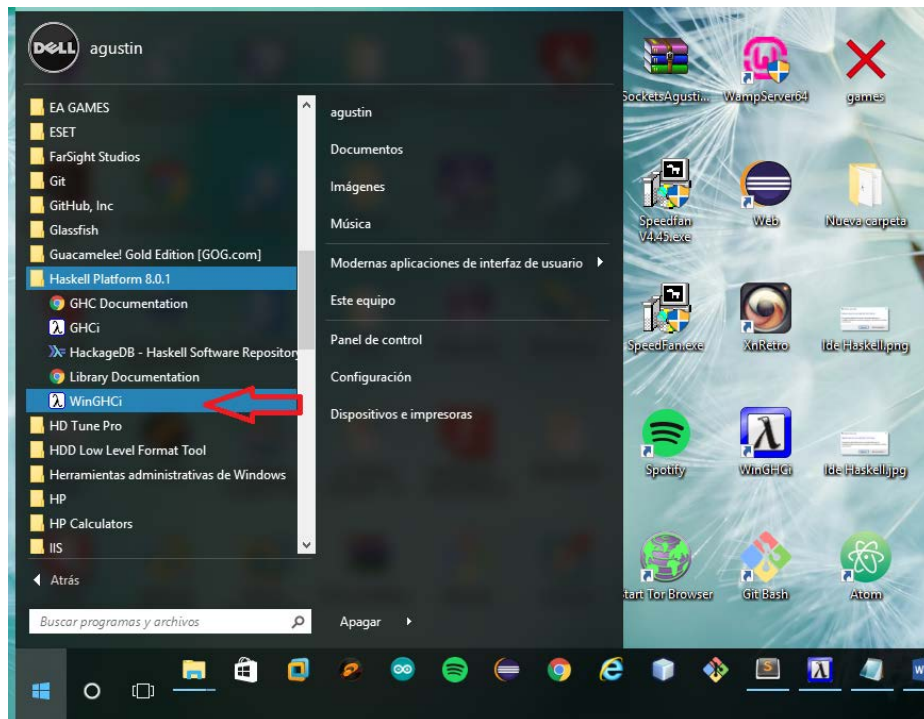 DELL
agustin
EA GAMES
ESET
FarSight Studios
Git
GitHub, Inc
Glassfish
Guacamelee! Gold Edition [GOG.com]
Haskell Platform 8.0.1
GHC Documentation
GHCi
HackageDB - Haskell Software Repository
Library Documentation
WinGHCi
HD Tune Pro
HDD Low Level Format Tool
Herramientas administrativas de Windows
HP
HP Calculators
IIS
Atrás
Buscar programas y archivos
agustin
Documentos
Imágenes
Música
Modernas aplicaciones de interfaz de usuario
Este equipo
Panel de control
Configuración
Dispositivos e impresoras
Apagar
SocketsAgusti...
WampServer64
games
Speedfan
V4.45.exe
Web
Nueva carpeta
SpeedFan.exe
XnRetro
Ide Haskell.png
Spotify
WinGHCi
Ide Haskell.jpg
Start Tor Browser
Git Bash
Atom